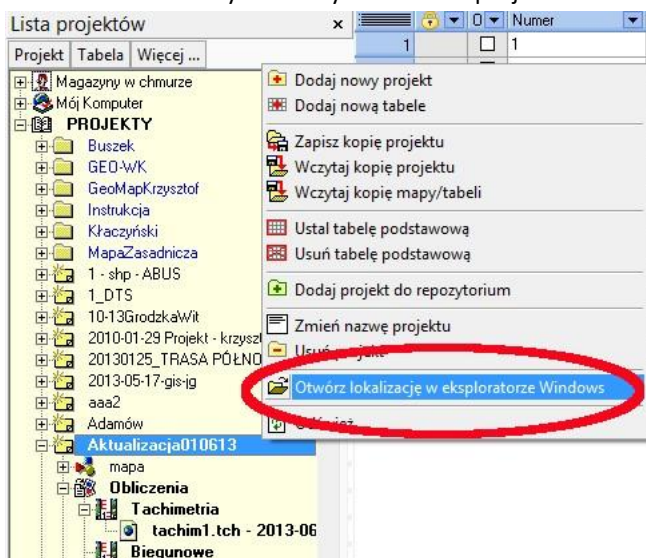 Lista projektów x
Numer
Projekt Tabela Więcej ...
1 1
Magazyny w chmurze
Mój Komputer
PROJEKTY
Buszek
GEO-WK
GeoMapKrzysztof
Instrukcja
Kłaczyński
MapaZasadnicza
1 - shp - ABUS
1_DTS
10-13GrodzkaWit
2010-01-29 Projekt - krzyszt
20130125_TRASA PÓŁNO
2013-05-17-gis-ig
aaa2
Adamów
Aktualizacja010613
mapa
Obliczenia
Tachimetria
tachim1.tch - 2013-06
Biegunowe
Dodaj nowy projekt
Dodaj nową tabele
Zapisz kopię projektu
Wczytaj kopię projektu
Wczytaj kopię mapy/tabeli
Ustal tabelę podstawową
Usuń tabelę podstawową
Dodaj projekt do repozytorium
Zmień nazwę projektu
Usuń projekt
Otwórz lokalizację w eksploratorze Windows